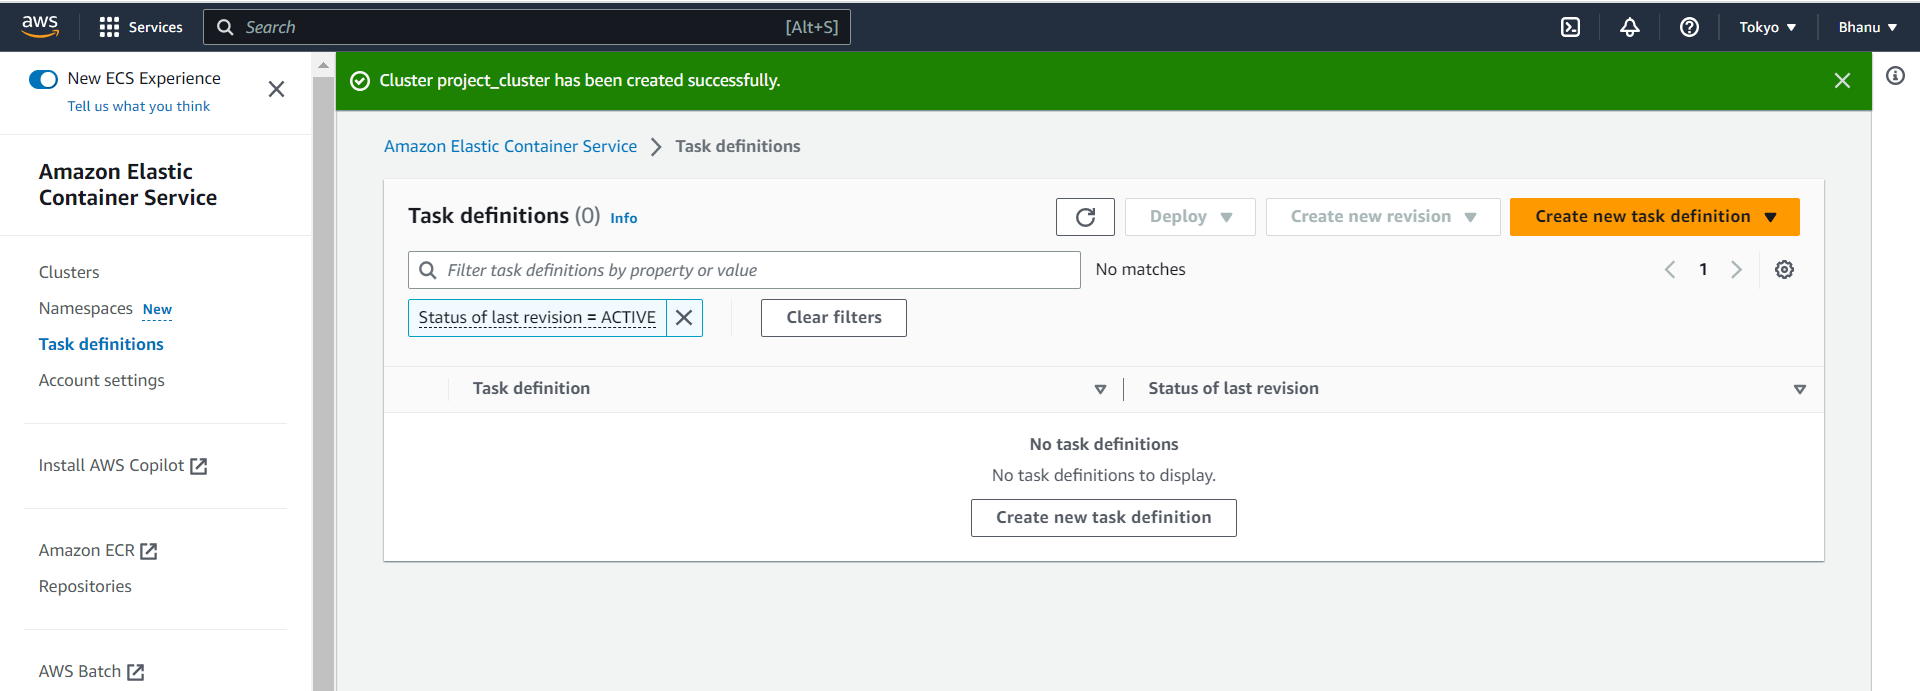 aws
Services
Search
[Alt+S]
Tokyo
Bhanu
New ECS Experience
Tell us what you think
Amazon Elastic
Container Service
Clusters
Namespaces New
Task definitions
Account settings
Install AWS Copilot
Amazon ECR
Repositories
AWS Batch
Cluster project_cluster has been created successfully.
Amazon Elastic Container Service
Task definitions
Task definitions (0) Info
Deploy
Create new revision
Create new task definition
Filter task definitions by property or value
No matches
1
Status of last revision = ACTIVE
Clear filters
Task definition
Status of last revision
No task definitions
No task definitions to display.
Create new task definition